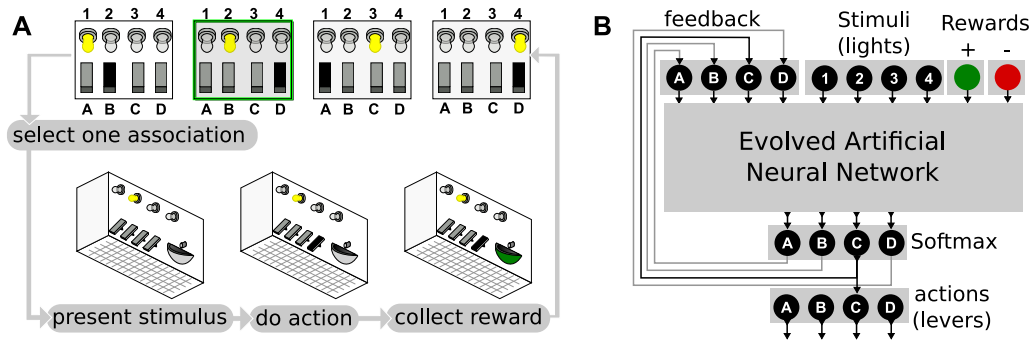 A
1 2 3 4
1 2 3 4
1 2 3 4
1 2 3 4
A B C D
A B C D
A B C D
A B C D
select one association
present stimulus
do action
collect reward
B
feedback
Stimuli
(lights)
Rewards
+ -
A B C D
1 2 3 4
Evolved Artificial
Neural Network
A B C D
Softmax
actions
(levers)
A B C D